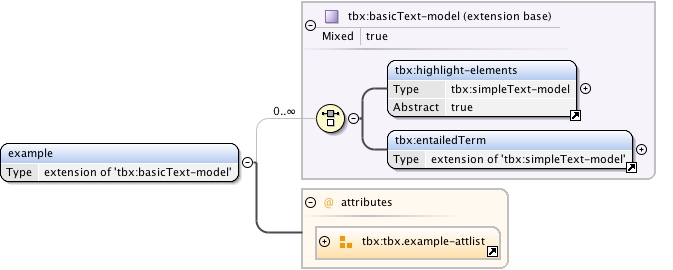 tbx:basicText-model (extension base)
Mixed true
tbx:highlight-elements
Type tbx:simpleText-model
Abstract true
0..∞
tbx:entailedTerm
Type extension of 'tbx:simpleText-model'
example
Type extension of 'tbx:basicText-model'
@ attributes
tbx:tbx.example-attlist